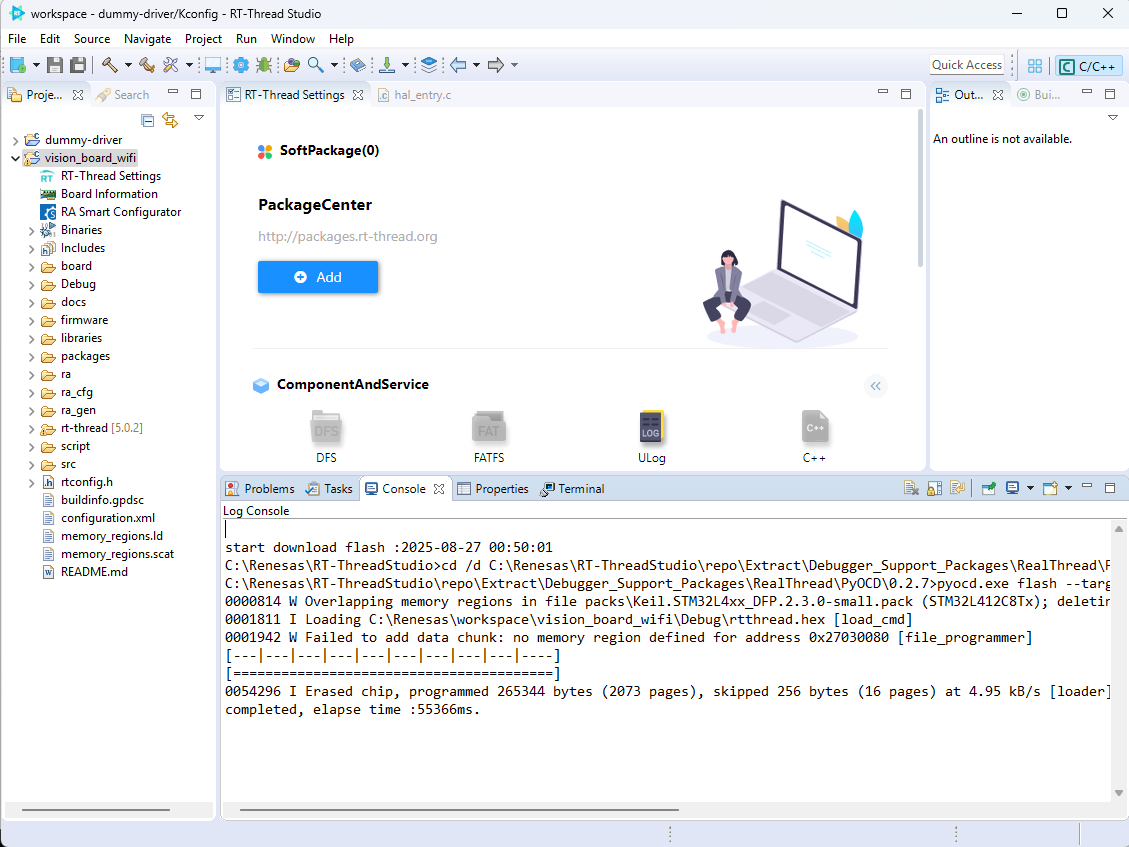 workspace - dummy-driver/Kconfig - RT-Thread Studio
File Edit Source Navigate Project Run Window Help
Quick Access
C/C++
Proje...
Search
dummy-driver
vision_board_wifi
RT-Thread Settings
Board Information
RA Smart Configurator
Binaries
Includes
board
Debug
docs
firmware
libraries
packages
ra
ra_cfg
ra_gen
rt-thread [5.0.2]
script
src
rtconfig.h
buildinfo.gpdsc
configuration.xml
memory_regions.ld
memory_regions.scat
README.md
RT-Thread Settings
hal_entry.c
SoftPackage(0)
PackageCenter
http://packages.rt-thread.org
Add
ComponentAndService
DFS
FAT
LOG
C++
DFS
FATFS
ULog
C++
Out...
Bui...
An outline is not available.
Problems
Tasks
Console
Properties
Terminal
Log Console
start download flash :2025-08-27 00:50:01
C:\Renesas\RT-ThreadStudio>cd /d C:\Renesas\RT-ThreadStudio\repo\Extract\Debugger_Support_Packages\RealThread\P
C:\Renesas\RT-ThreadStudio\repo\Extract\Debugger_Support_Packages\RealThread\PyOCD\0.2.7>pyocd.exe flash --targ
0000814 W Overlapping memory regions in file packs\Keil.STM32L4xx_DFP.2.3.0-small.pack (STM32L412C8Tx); deletin
0001811 I Loading C:\Renesas\workspace\vision_board_wifi\Debug\rtthread.hex [load_cmd]
0001942 W Failed to add data chunk: no memory region defined for address 0x27030080 [file_programmer]
[---|---|---|---|---|---|---|---|---|----]
[========================================]
0054296 I Erased chip, programmed 265344 bytes (2073 pages), skipped 256 bytes (16 pages) at 4.95 kB/s [loader]
completed, elapse time :55366ms.